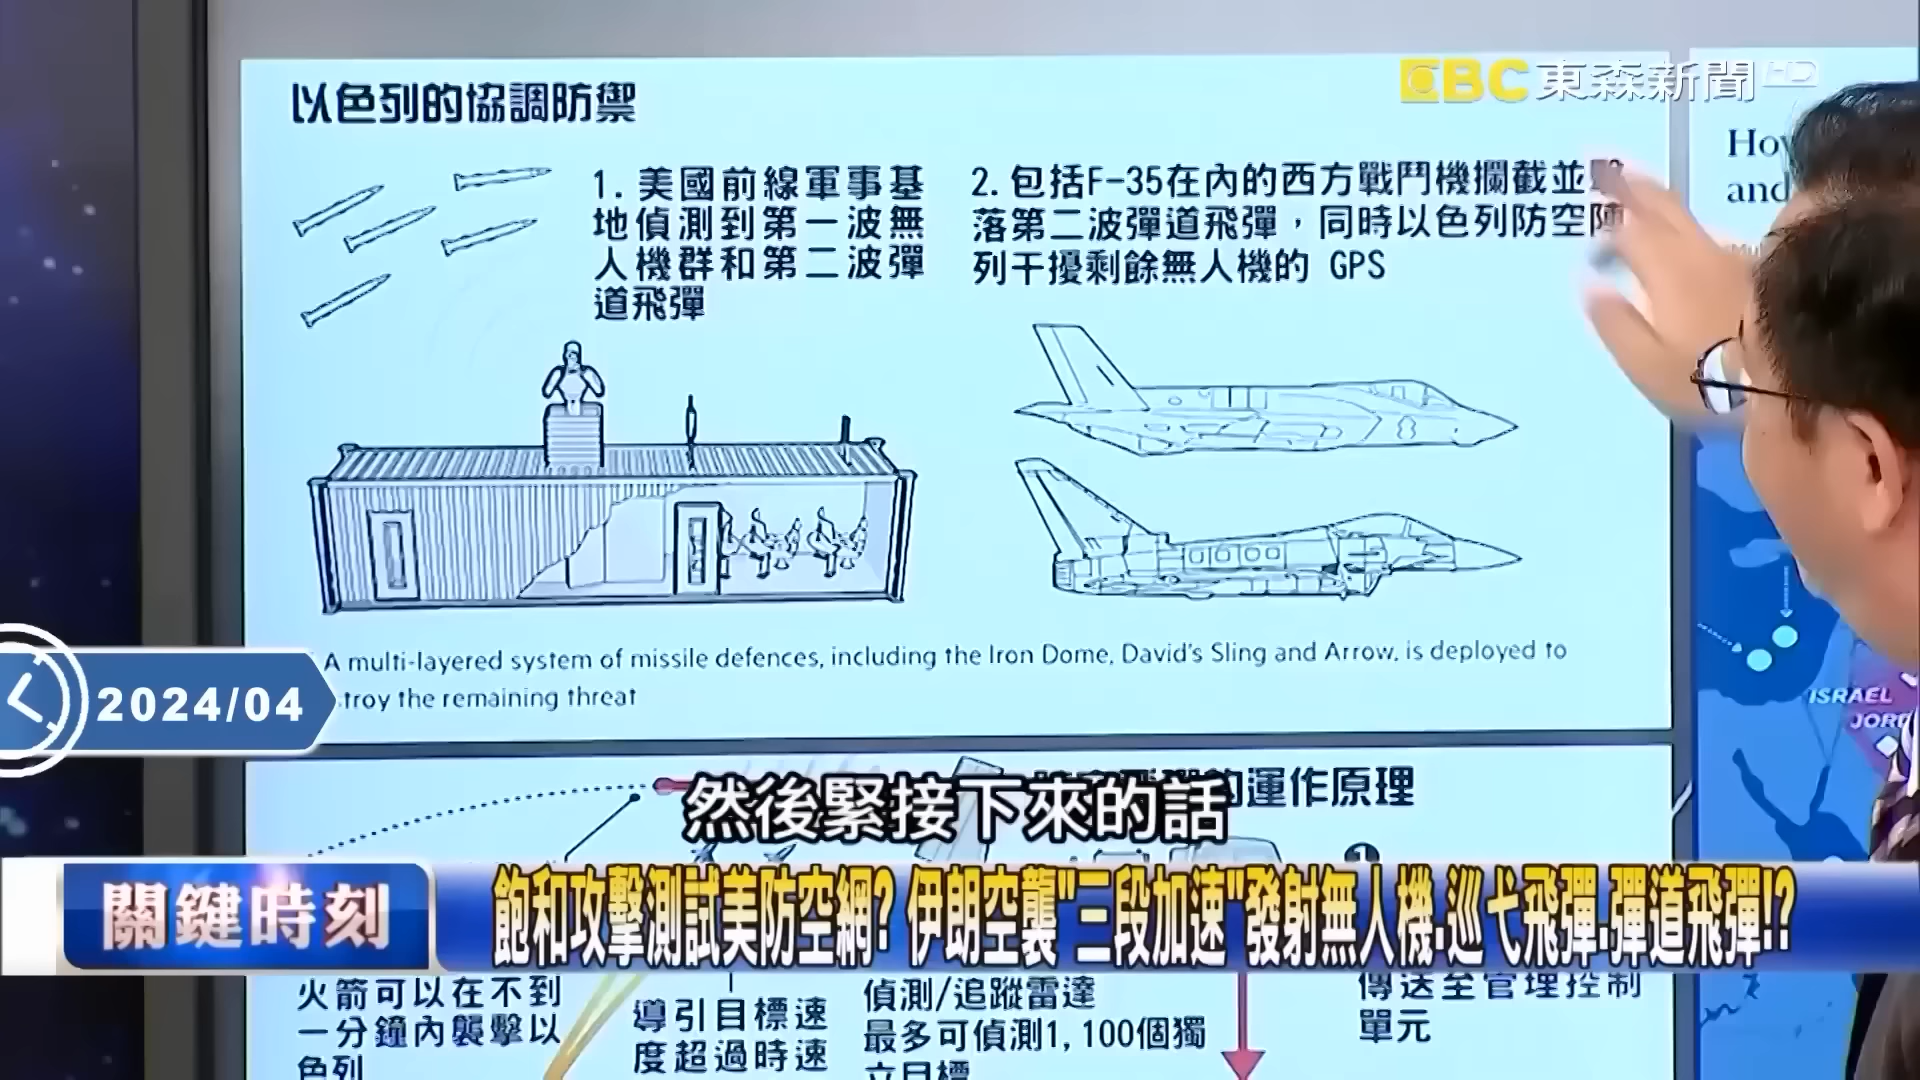 以色列的協調防禦
EBC 東森新聞 HD
1. 美國前線軍事基
地偵測到第一波無
人機群和第二波彈
道飛彈
2. 包括F-35在內的西方戰鬥機攔截並
落第二波彈道飛彈，同時以色列防空陣
列干擾剩餘無人機的 GPS
and
A multi-layered system of missile defences, including the Iron Dome, David's Sling and Arrow, is deployed to
troy the remaining threat
2024/04
ISRAEL
的運作原理
然後緊接下來的話
關鍵時刻
飽和攻擊測試美防空網? 伊朗空襲"三段加速"發射無人機.巡弋飛彈.彈道飛彈!?
火箭可以在不到
一分鐘內襲擊以
色列
導引目標速
度超過時速
偵測/追蹤雷達
最多可偵測1,100個獨
立目標
傳送至管理控制
單元